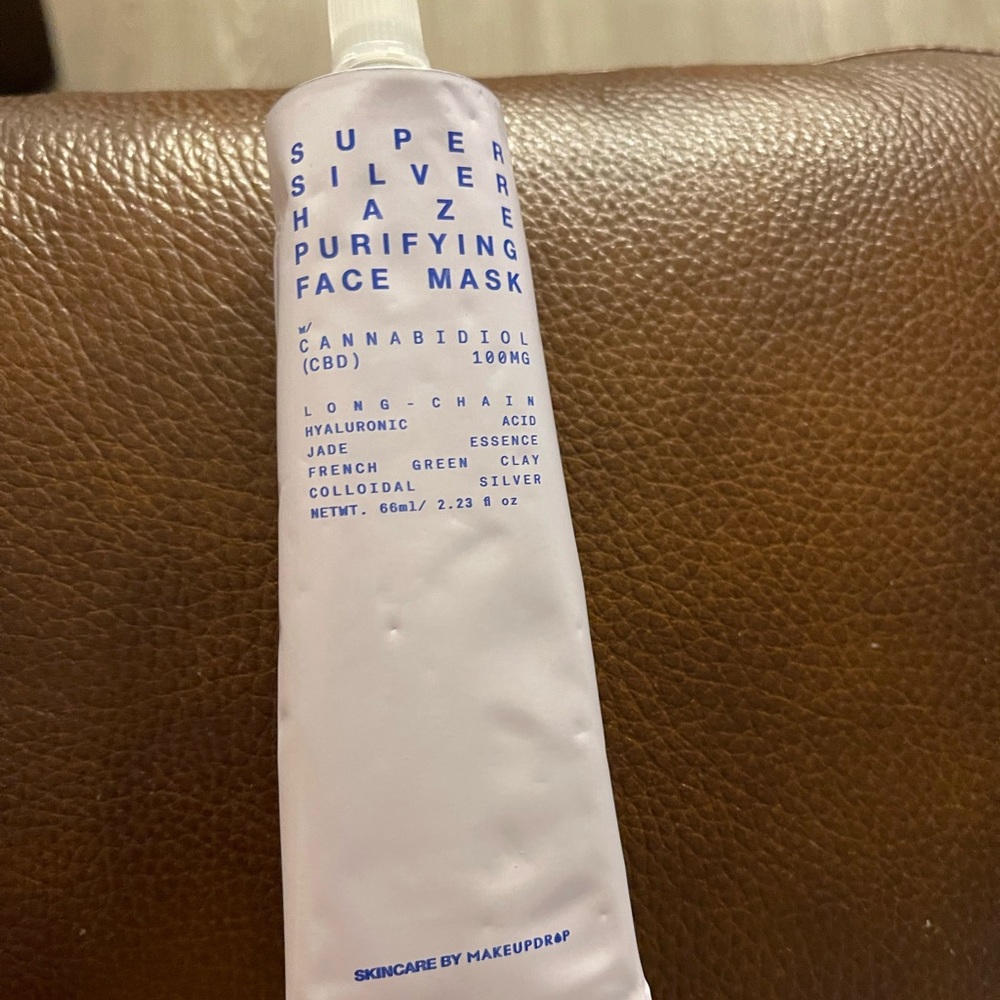 SUPER
SILVER
HAZE
PURIFYING
FACE MASK
w/
CANNABIDIOL
(CBD) 100MG
LONG-CHAIN
HYALURONIC ACID
JADE ESSENCE
FRENCH GREEN CLAY
COLLOIDAL SILVER
NETWT. 66ml/ 2.23 fl oz
SKINCARE BY MAKEUPDROP